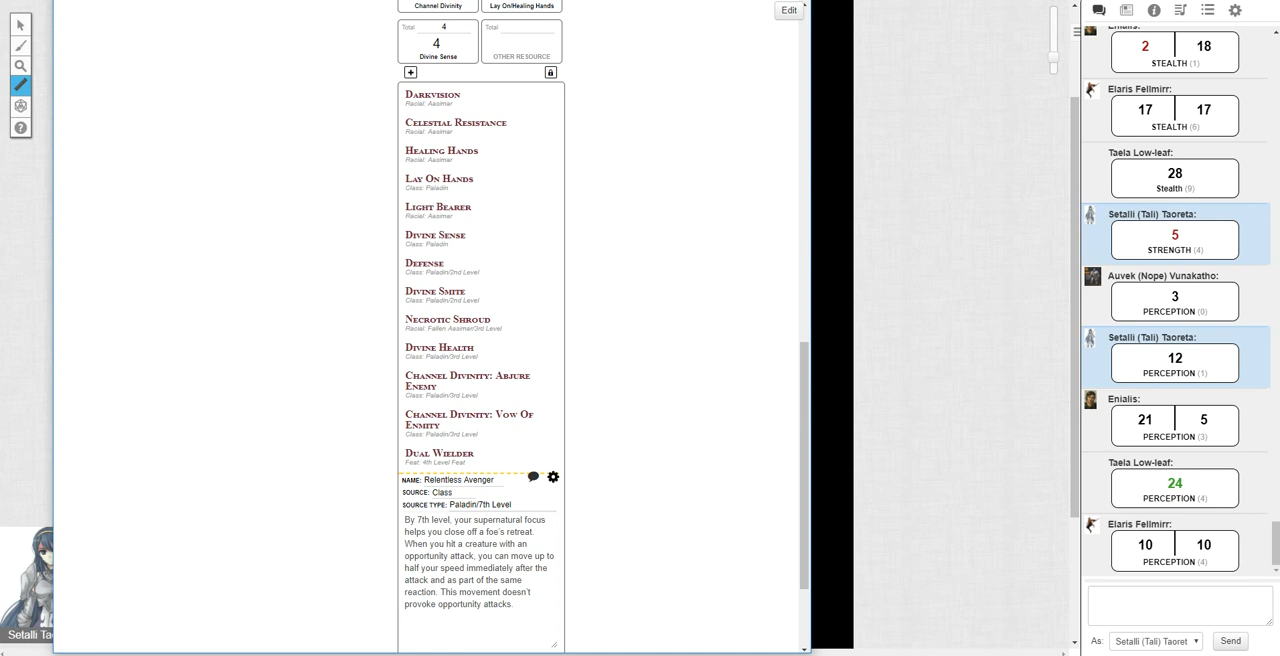 Channel Divinity
Lay On/Healing Hands
Edit
Total 4
4
Divine Sense
Total
OTHER RESOURCE
Darkvision
Racial: Aasimar
Celestial Resistance
Racial: Aasimar
Healing Hands
Racial: Aasimar
Lay On Hands
Class: Paladin
Light Bearer
Racial: Aasimar
Divine Sense
Class: Paladin
Defense
Class: Paladin/2nd Level
Divine Smite
Class: Paladin/2nd Level
Necrotic Shroud
Racial: Fallen Aasimar/3rd Level
Divine Health
Class: Paladin/3rd Level
Channel Divinity: Abjure
Enemy
Class: Paladin/3rd Level
Channel Divinity: Vow Of
Enmity
Class: Paladin/3rd Level
Dual Wielder
Feat: 4th Level Feat
NAME: Relentless Avenger
SOURCE: Class
SOURCE TYPE: Paladin/7th Level
By 7th level, your supernatural focus
helps you close off a foe's retreat.
When you hit a creature with an
opportunity attack, you can move up to
half your speed immediately after the
attack and as part of the same
reaction. This movement doesn't
provoke opportunity attacks.
Setalli Ta
2 18
STEALTH (1)
Elaris Fellmirr:
17 17
STEALTH (6)
Taela Low-leaf:
28
Stealth (9)
Setalli (Tali) Taoreta:
5
STRENGTH (4)
Auvek (Nope) Vunakatho:
3
PERCEPTION (0)
Setalli (Tali) Taoreta:
12
PERCEPTION (1)
Enialis:
21 5
PERCEPTION (3)
Taela Low-leaf:
24
PERCEPTION (4)
Elaris Fellmirr:
10 10
PERCEPTION (4)
As: Setalli (Tali) Taoret
Send